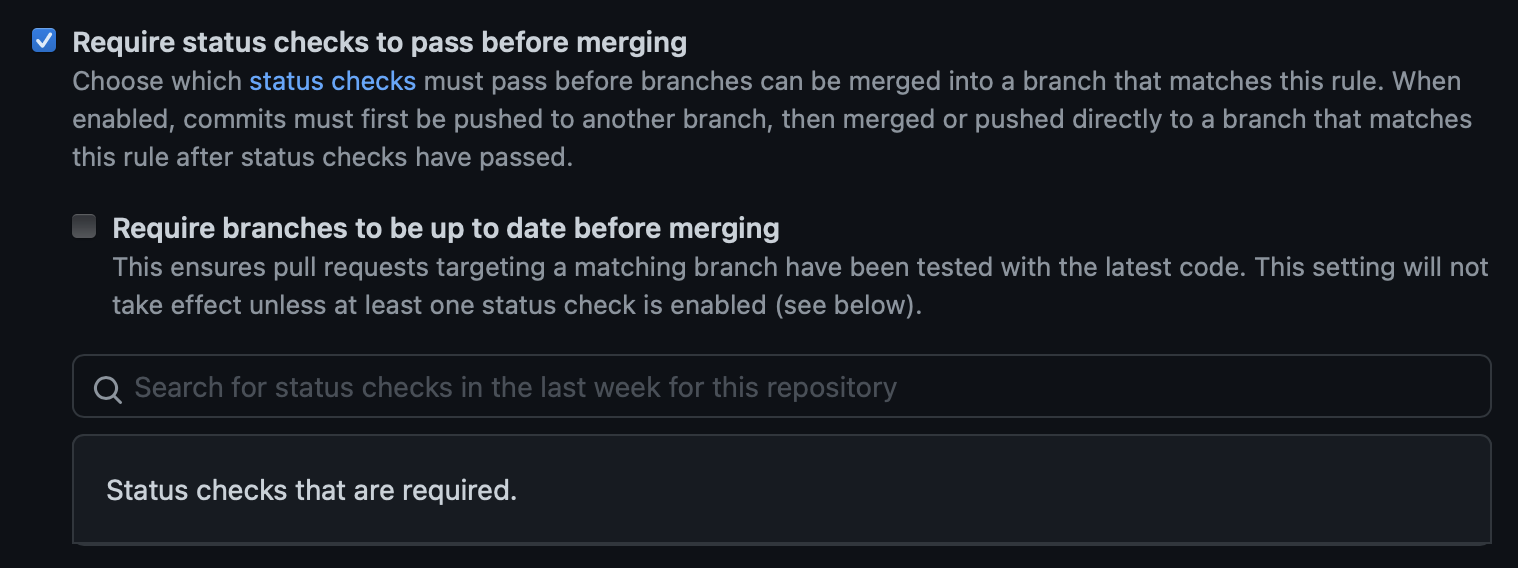 Require status checks to pass before merging
Choose which status checks must pass before branches can be merged into a branch that matches this rule. When
enabled, commits must first be pushed to another branch, then merged or pushed directly to a branch that matches
this rule after status checks have passed.
Require branches to be up to date before merging
This ensures pull requests targeting a matching branch have been tested with the latest code. This setting will not
take effect unless at least one status check is enabled (see below).
Search for status checks in the last week for this repository
Status checks that are required.